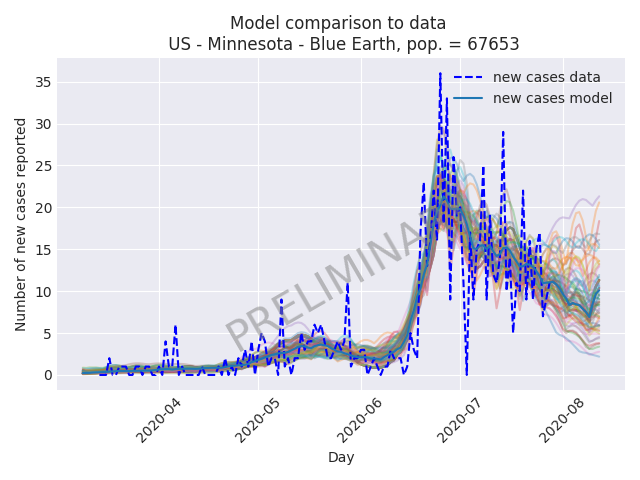 Model comparison to data
US - Minnesota - Blue Earth, pop. = 67653
new cases data
new cases model
Number of new cases reported
35
30
25
20
15
10
5
0
PRELIMINA
2020-04
2020-05
2020-06
2020-07
2020-08
Day